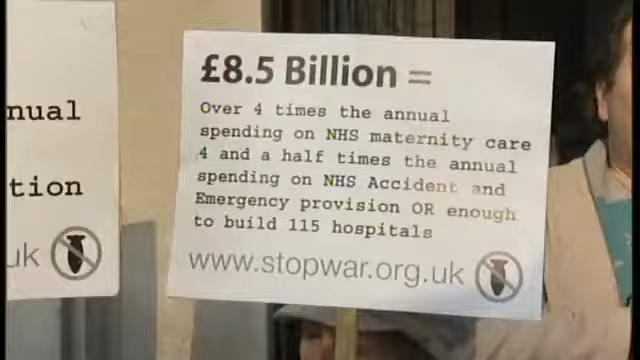 nual
tion
uk
£8.5 Billion =
Over 4 times the annual
spending on NHS maternity care
4 and a half times the annual
spending on NHS Accident and
Emergency provision OR enough
to build 115 hospitals
www.stopwar.org.uk